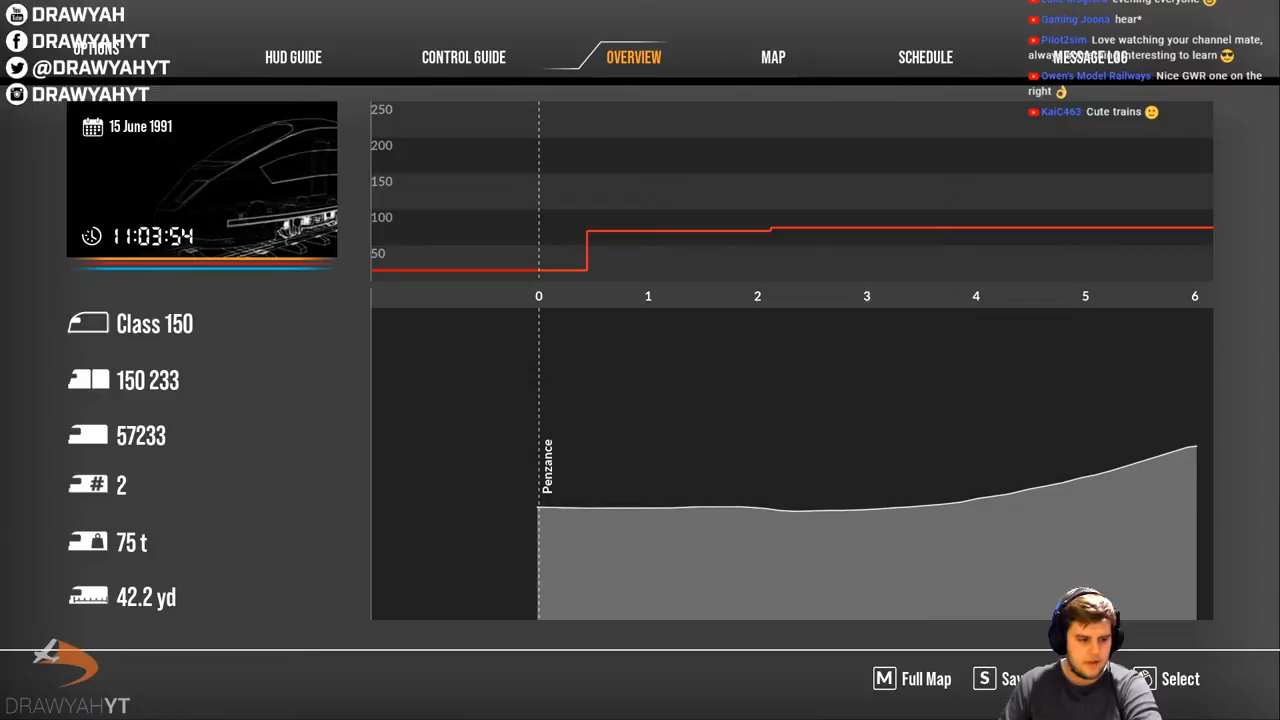 DRAWYAH
DRAWYAHYT
@DRAWYAHYT
DRAWYAHYT
OPTIONS
HUD GUIDE
CONTROL GUIDE
OVERVIEW
MAP
SCHEDULE
MESSAGE LOG
evening everyone
Gaming Joona hear*
Pilot2sim Love watching your channel mate,
interesting to learn
Owen's Model Railways Nice GWR one on the
right
KaiC463 Cute trains
15 June 1991
11:03:54
Class 150
150 233
57233
2
75 t
42.2 yd
250
200
150
100
50
0 1 2 3 4 5 6
Penzance
M Full Map
S
Select
DRAWYAHYT